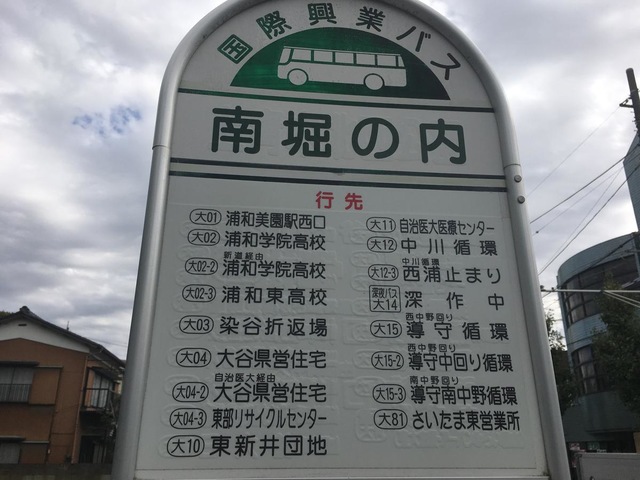 国際興業バス
南堀の内
行先
大01 浦和美園駅西口
大02 浦和学院高校
新道経由
大02-2 浦和学院高校
大02-3 浦和東高校
大03 染谷折返場
大04 大谷県営住宅
自治医大経由
大04-2 大谷県営住宅
大04-3 東部リサイクルセンター
大10 東新井団地
大11 自治医大医療センター
大12 中川循環
中川循環
大12-3 西浦止まり
深夜バス
大14 深作中
西中野回り
大15 導守循環
西中野回り
大15-2 導守中回り循環
南中野回り
大15-3 導守南中野循環
大81 さいたま東営業所